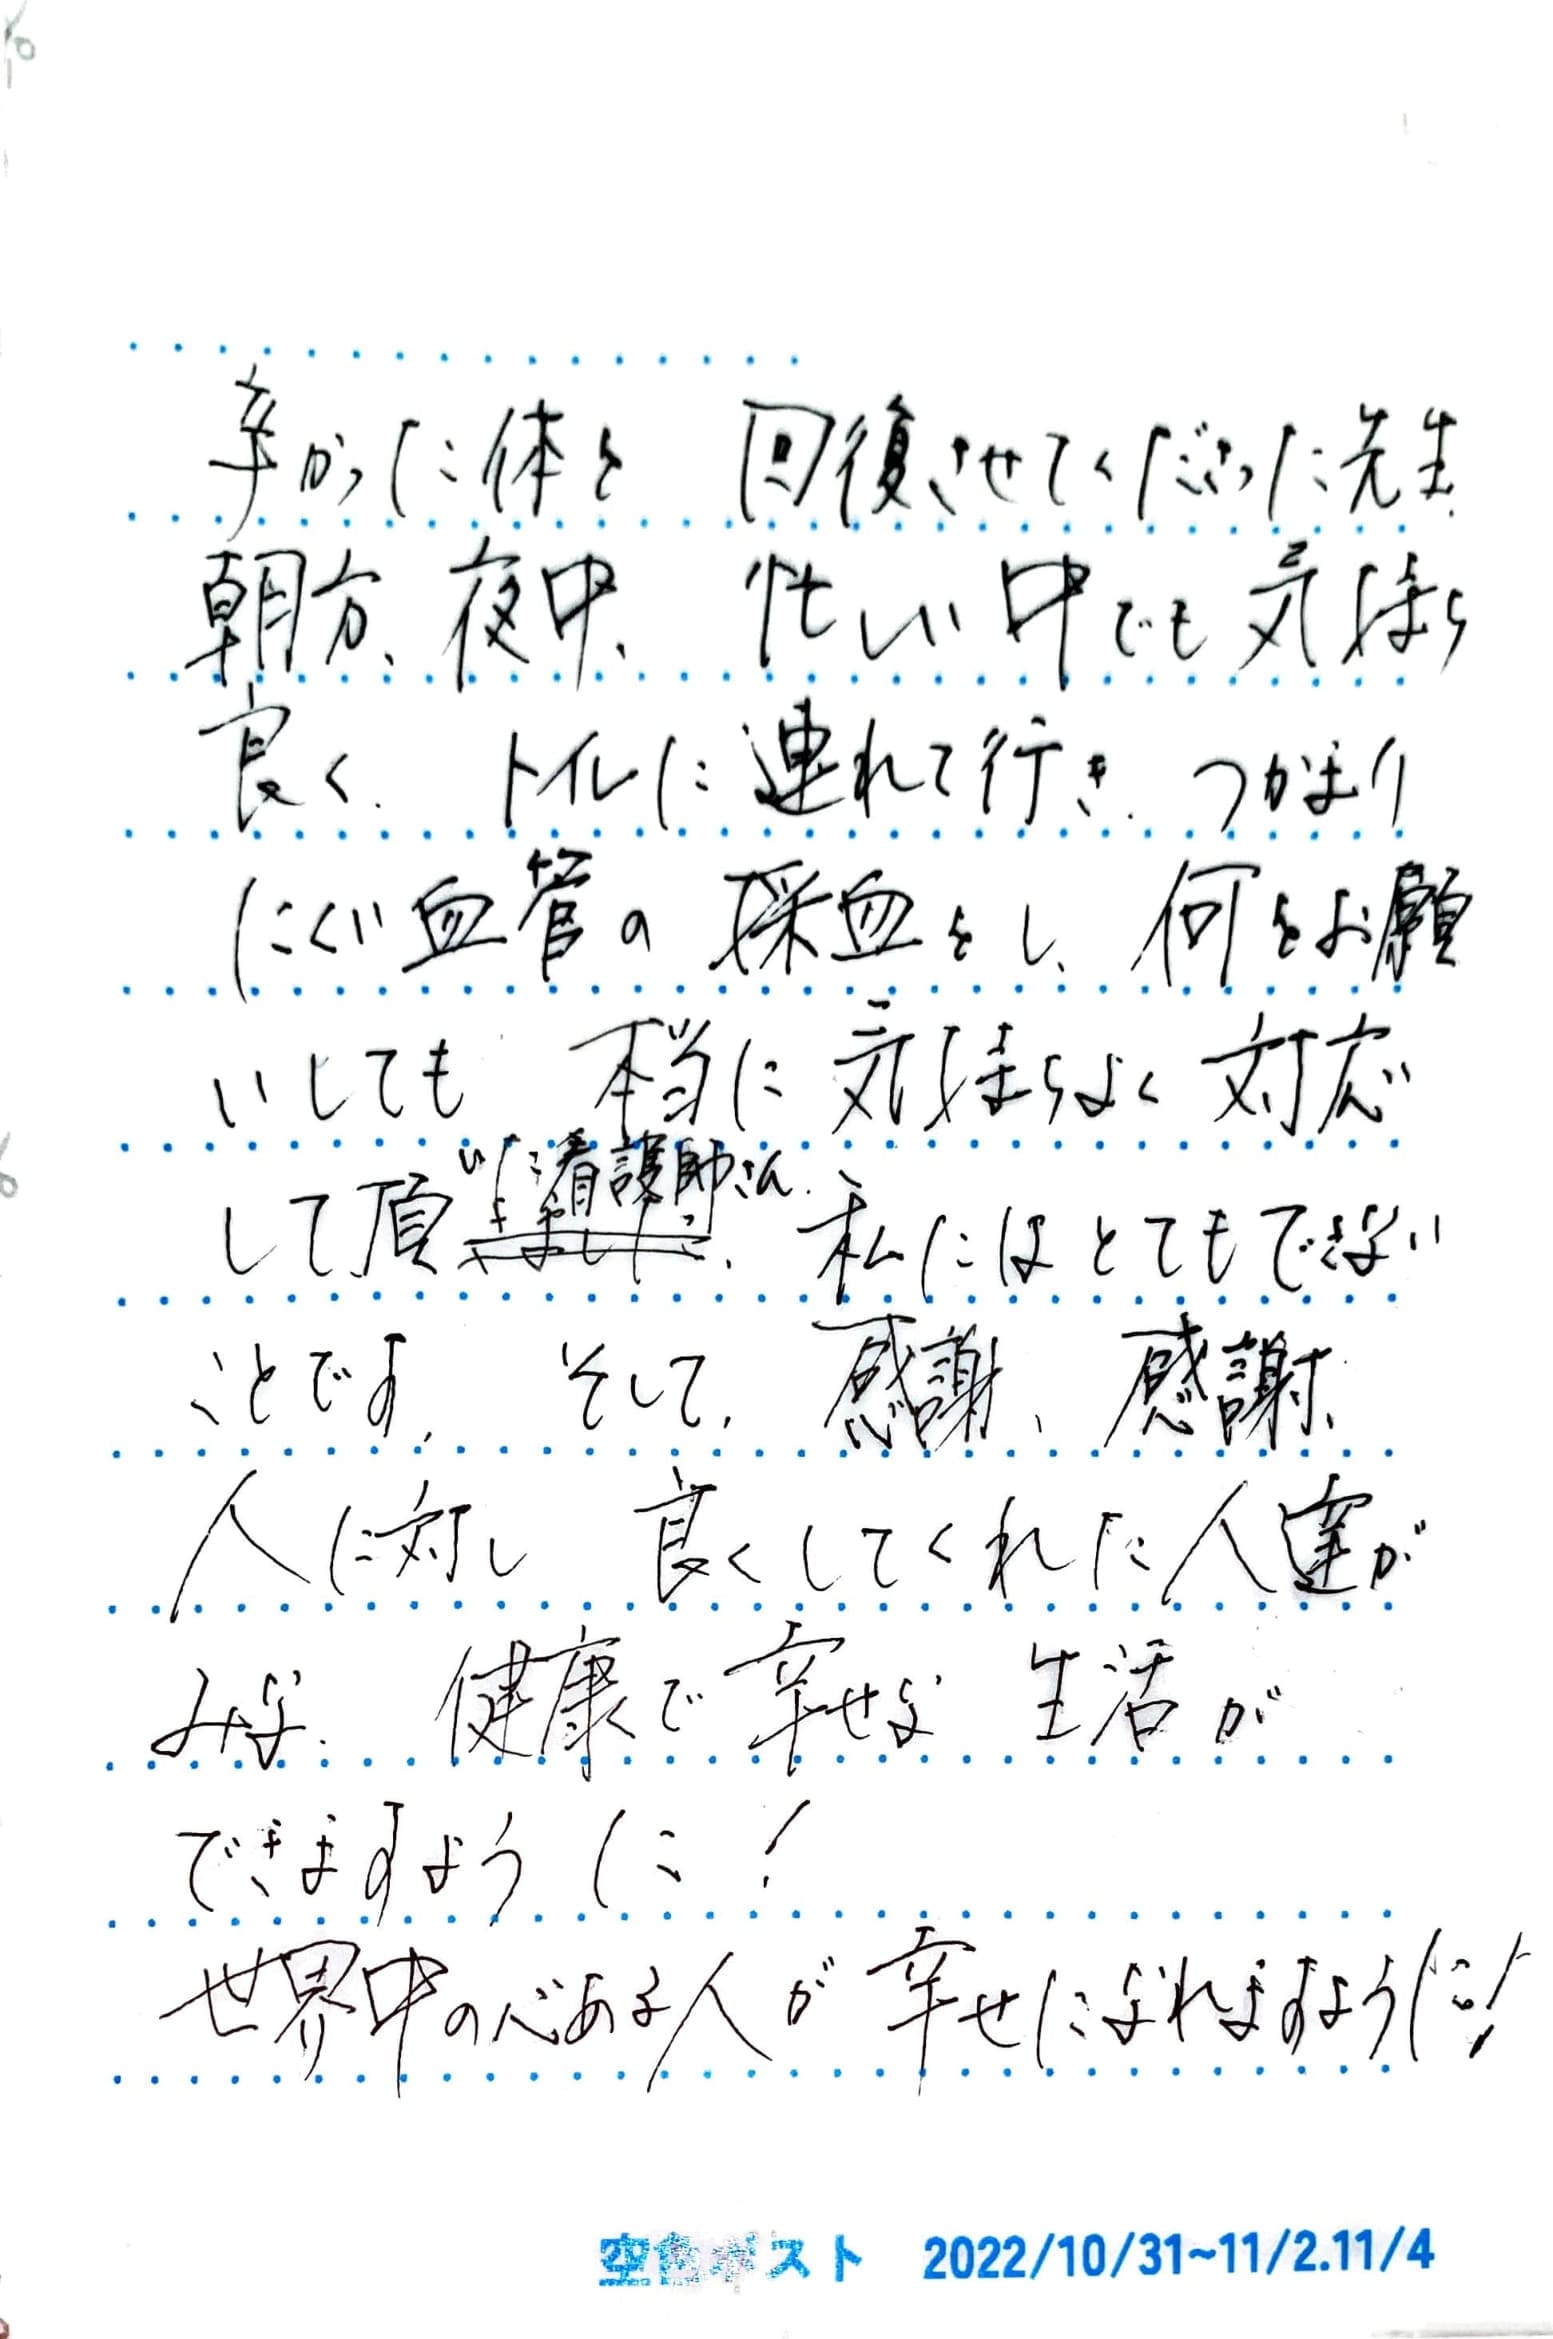 辛かった体を 回復させてくださった先生、
朝方、夜中、 忙しい中でも気持ち
良く、 トイレに連れて行き、つかまり
にくい血管の 採血をし、何をお願
いしても 本当に気持ちよく対応
して頂いた看護師さん、私にはとてもできない
ことです。 そして、感謝、感謝、
人に対し 良くしてくれた人達が
みな、 健康で幸せな 生活が
できますように!
世界中の心ある人が幸せになれますように!
空色ポスト 2022/10/31~11/2.11/4